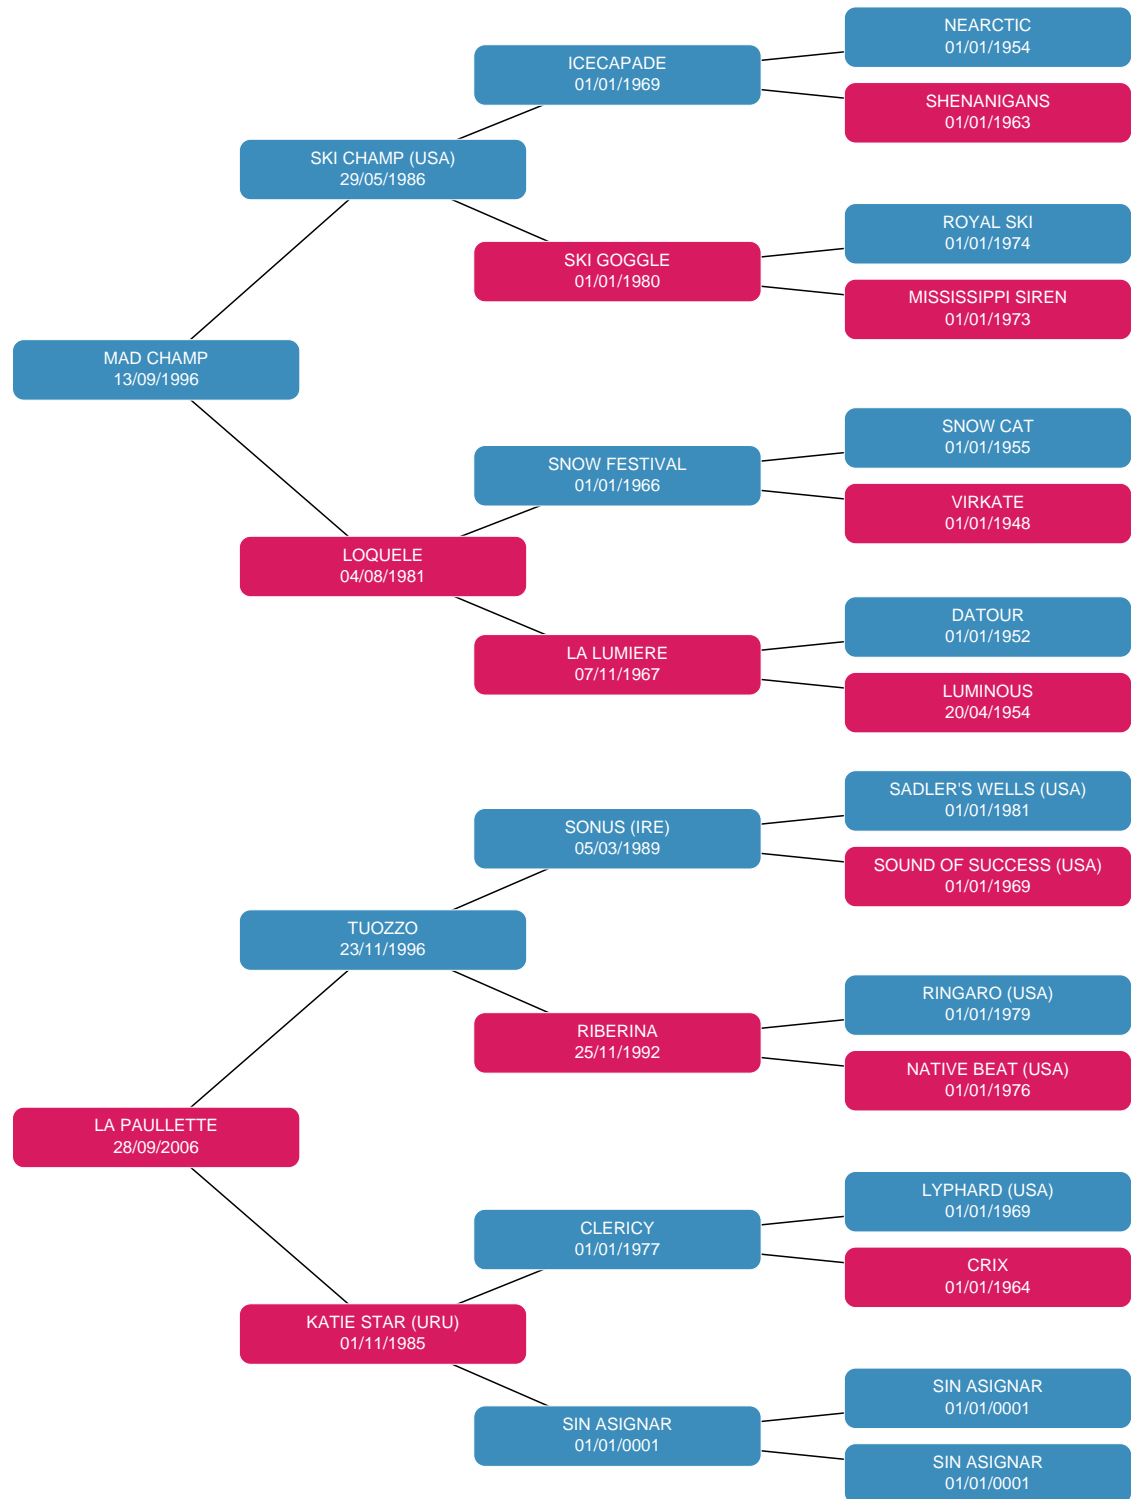 NEARCTIC
01/01/1954
ICECAPADE
01/01/1969
SHENANIGANS
01/01/1963
SKI CHAMP (USA)
29/05/1986
ROYAL SKI
01/01/1974
SKI GOGGLE
01/01/1980
MISSISSIPPI SIREN
01/01/1973
MAD CHAMP
13/09/1996
SNOW CAT
01/01/1955
SNOW FESTIVAL
01/01/1966
VIRKATE
01/01/1948
LOQUELE
04/08/1981
DATOUR
01/01/1952
LA LUMIERE
07/11/1967
LUMINOUS
20/04/1954
SADLER'S WELLS (USA)
01/01/1981
SONUS (IRE)
05/03/1989
SOUND OF SUCCESS (USA)
01/01/1969
TUOZZO
23/11/1996
RINGARO (USA)
01/01/1979
RIBERINA
25/11/1992
NATIVE BEAT (USA)
01/01/1976
LA PAULLETTE
28/09/2006
LYPHARD (USA)
01/01/1969
CLERICY
01/01/1977
CRIX
01/01/1964
KATIE STAR (URU)
01/11/1985
SIN ASIGNAR
01/01/0001
SIN ASIGNAR
01/01/0001
SIN ASIGNAR
01/01/0001